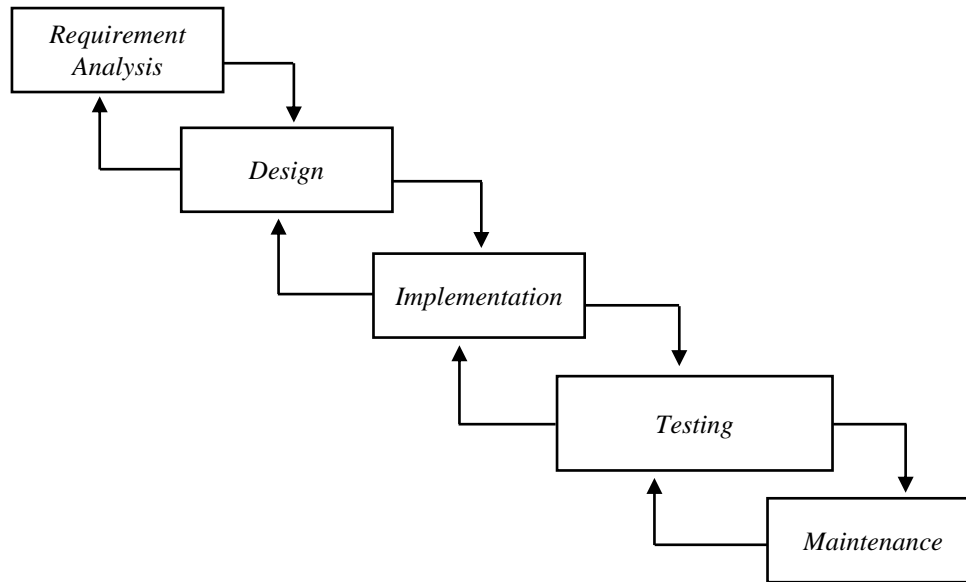 Requirement
Analysis
Design
Implementation
Testing
Maintenance